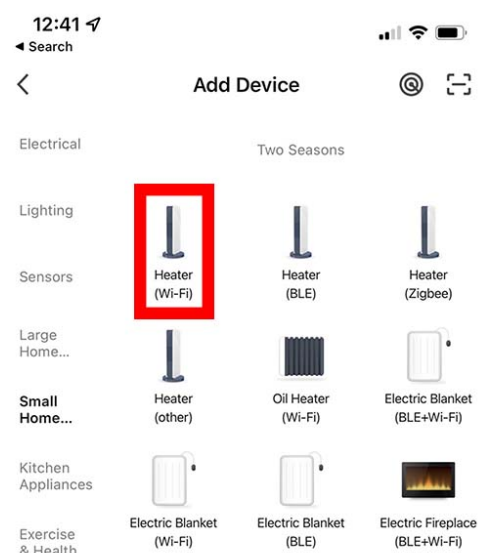 12:41
◀ Search
Add Device
Electrical
Lighting
Sensors
Large
Home...
Small
Home...
Kitchen
Appliances
Exercise
& Health
Two Seasons
Heater
(Wi-Fi)
Heater
(BLE)
Heater
(Zigbee)
Heater
(other)
Oil Heater
(Wi-Fi)
Electric Blanket
(BLE+Wi-Fi)
Electric Blanket
(Wi-Fi)
Electric Blanket
(BLE)
Electric Fireplace
(BLE+Wi-Fi)